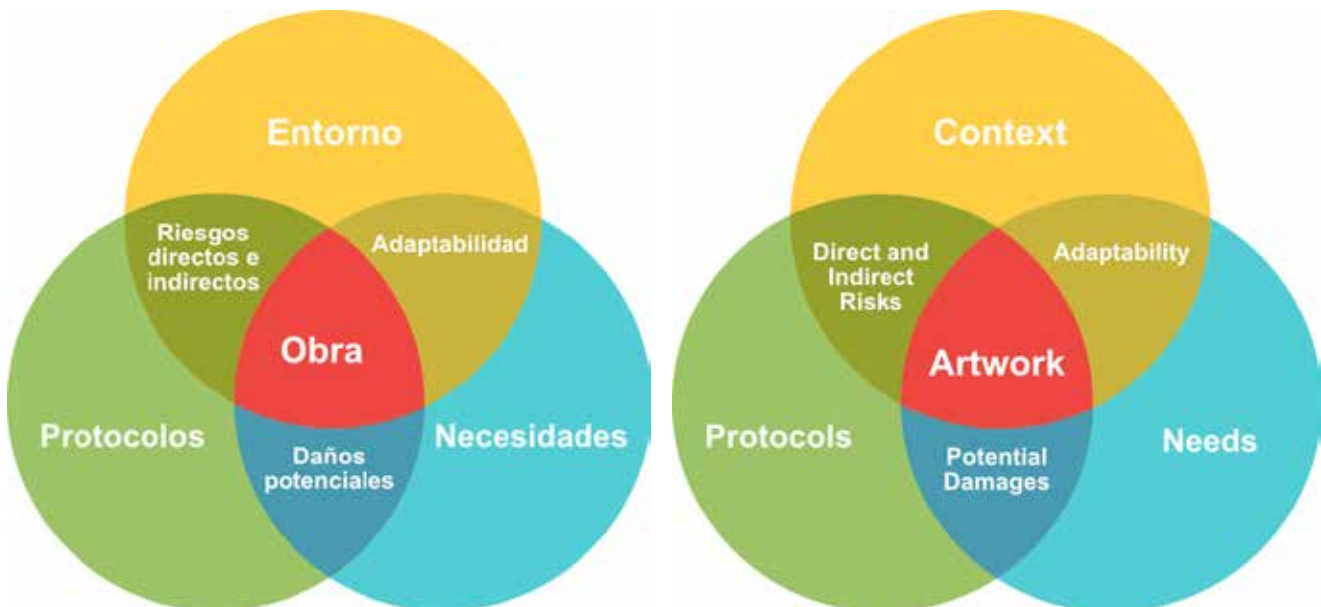 Entorno
Riesgos
directos e
indirectos
Adaptabilidad
Obra
Protocolos
Necesidades
Daños
potenciales
Context
Direct and
Indirect
Risks
Adaptability
Artwork
Protocols
Needs
Potential
Damages